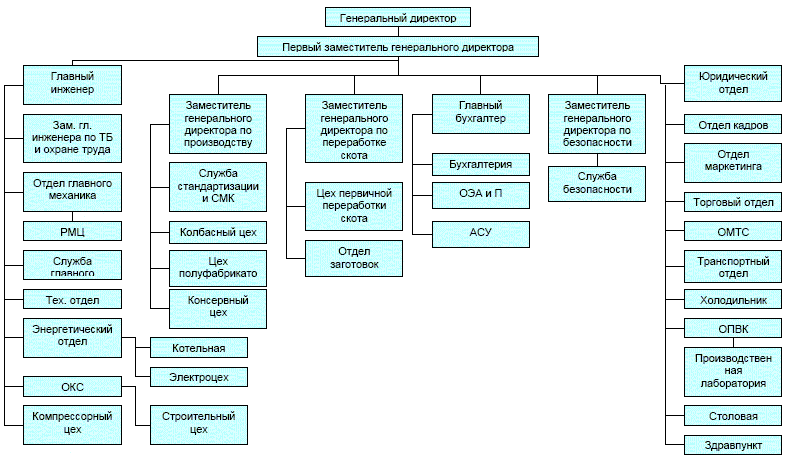 Генеральный директор
Первый заместитель генерального директора
Главный
инженер
Зам. гл.
инженера по ТБ
и охране труда
Отдел главного
механика
РМЦ
Служба
главного
Тех. отдел
Энергетический
отдел
Котельная
Электроцех
ОКС
Строительный
цех
Компрессорный
цех
Заместитель
генерального
директора по
производству
Служба
стандартизации
и СМК
Колбасный цех
Цех
полуфабрикато
Консервный
цех
Заместитель
генерального
директора по
переработке
скота
Цех первичной
переработки
скота
Отдел
заготовок
Главный
бухгалтер
Бухгалтерия
ОЭА и П
АСУ
Заместитель
генерального
директора по
безопасности
Служба
безопасности
Юридический
отдел
Отдел кадров
Отдел
маркетинга
Торговый отдел
ОМТС
Транспортный
отдел
Холодильник
ОПВК
Производствен
ная
лаборатория
Столовая
Здравпункт